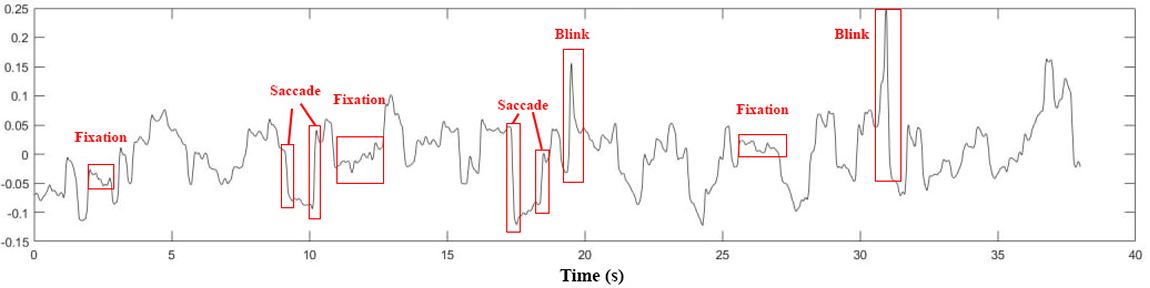 0.25
0.2
0.15
0.1
0.05
0
-0.05
-0.1
-0.15
Fixation
Saccade
Fixation
Saccade
Blink
Fixation
Blink
0 5 10 15 20 25 30 35 40
Time (s)